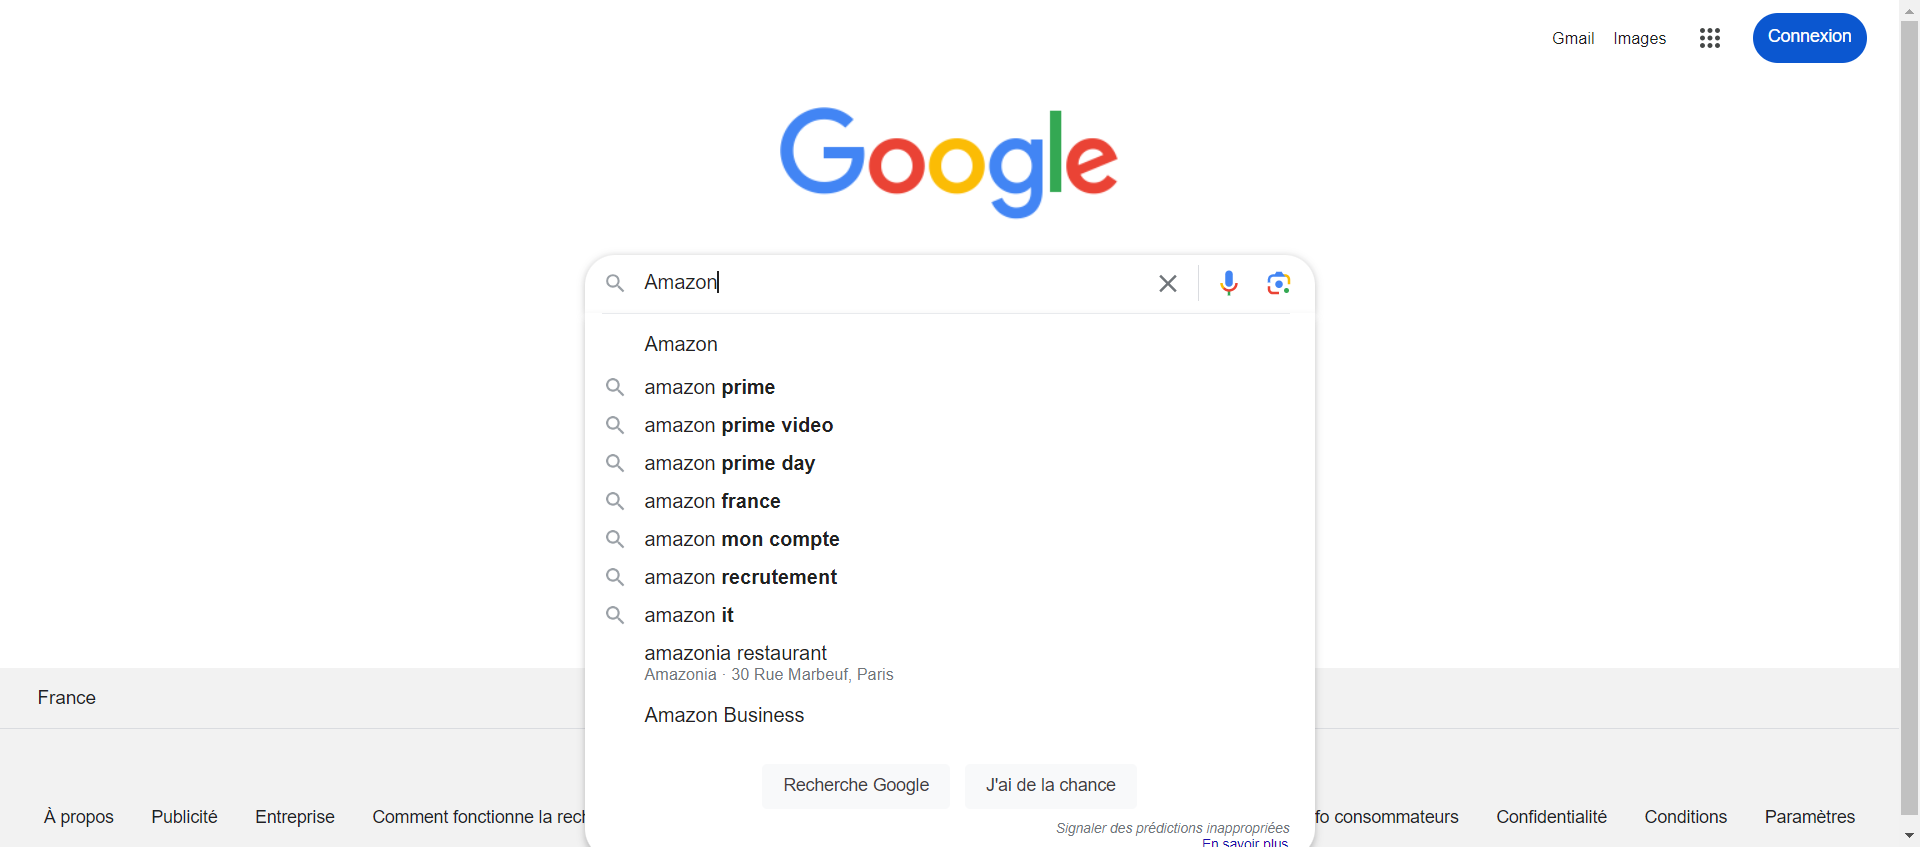 Gmail Images Connexion
Google
Amazon
Amazon
amazon prime
amazon prime video
amazon prime day
amazon france
amazon mon compte
amazon recrutement
amazon it
amazonia restaurant
Amazonia · 30 Rue Marbeuf, Paris
Amazon Business
Recherche Google J'ai de la chance
Signaler des prédictions inappropriées
En savoir plus
France
À propos Publicité Entreprise Comment fonctionne la rech fo consommateurs Confidentialité Conditions Paramètres